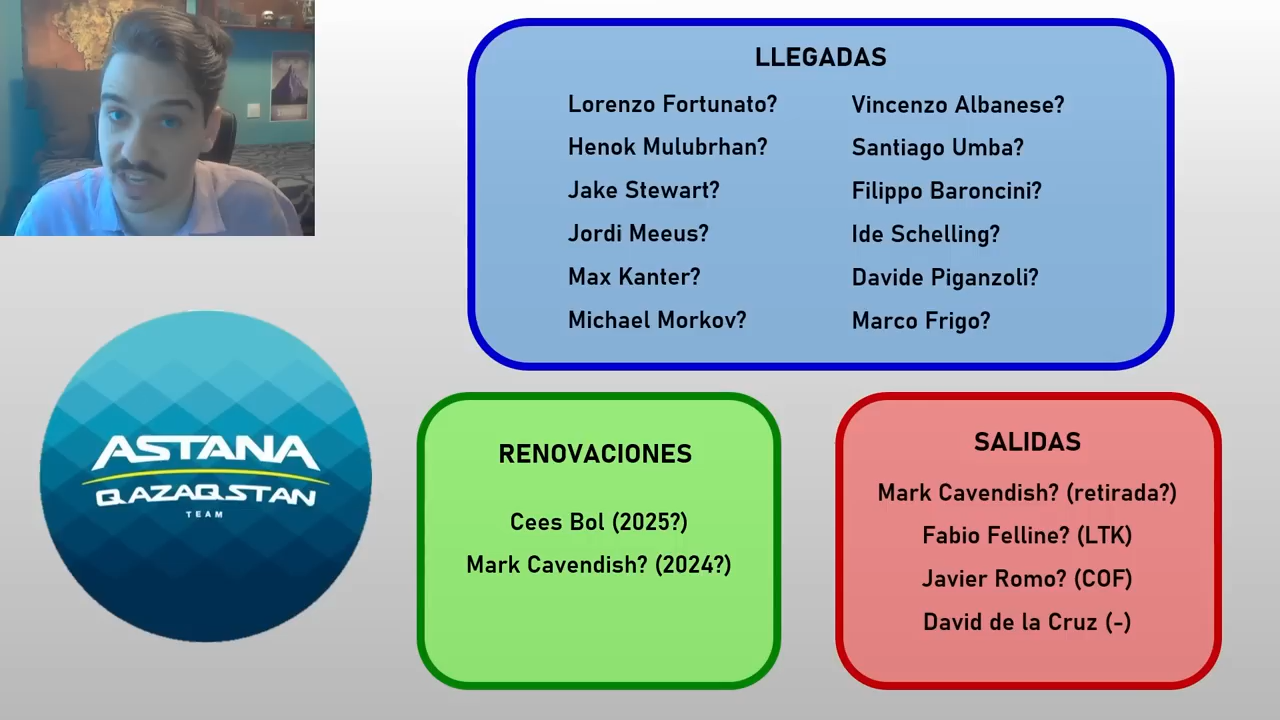 LLEGADAS
Lorenzo Fortunato?
Henok Mulubrhan?
Jake Stewart?
Jordi Meeus?
Max Kanter?
Michael Morkov?
Vincenzo Albanese?
Santiago Umba?
Filippo Baroncini?
Ide Schelling?
Davide Piganzoli?
Marco Frigo?
ASTANA
QAZAQSTAN
TEAM
RENOVACIONES
Cees Bol (2025?)
Mark Cavendish? (2024?)
SALIDAS
Mark Cavendish? (retirada?)
Fabio Felline? (LTK)
Javier Romo? (COF)
David de la Cruz (-)